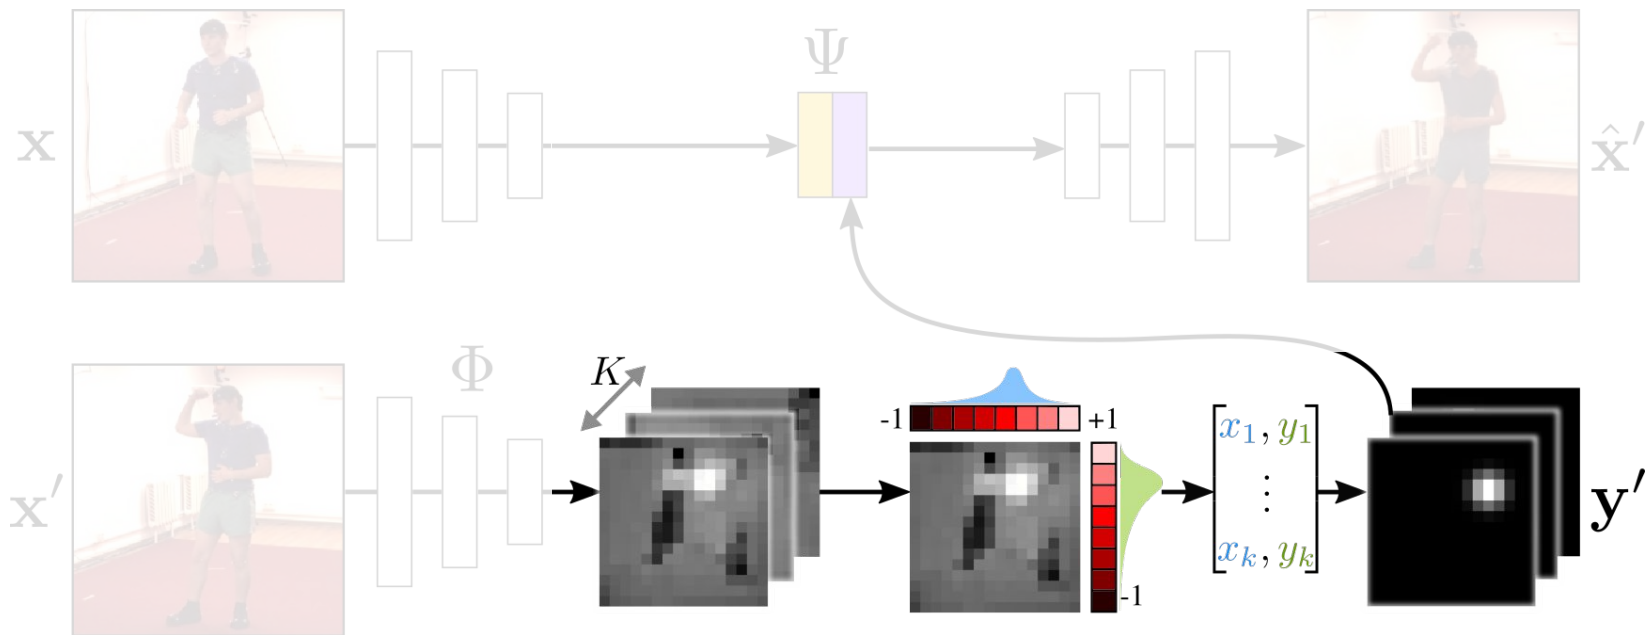 Ψ
x
x̂′
Φ
K
-1
+1
x₁, y₁
⋮
xₖ, yₖ
-1
x′
y′